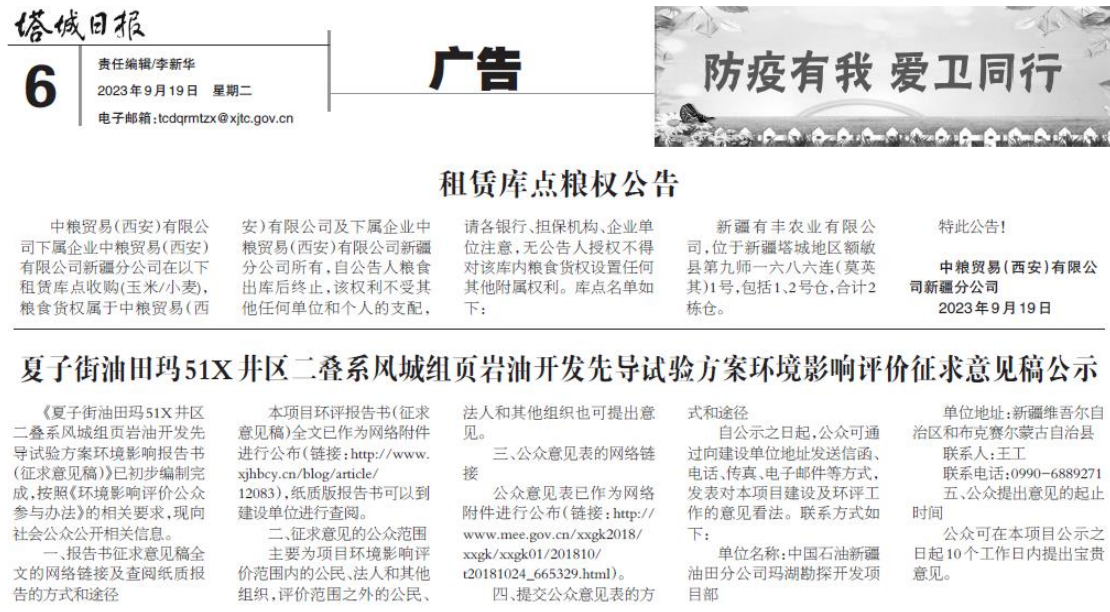 塔城日报
6
责任编辑/李新华
2023年9月19日 星期二
电子邮箱:tcdqrmtzx@xjtc.gov.cn
广告
防疫有我 爱卫同行
租赁库点粮权公告
中粮贸易(西安)有限公
司下属企业中粮贸易(西安)
有限公司新疆分公司在以下
租赁库点收购(玉米/小麦),
粮食货权属于中粮贸易(西
安)有限公司及下属企业中
粮贸易(西安)有限公司新疆
分公司所有,自公告人粮食
出库后终止,该权利不受其
他任何单位和个人的支配,
请各银行、担保机构、企业单
位注意,无公告人授权不得
对该库内粮食货权设置任何
其他附属权利。库点名单如
下:
新疆有丰农业有限公
司,位于新疆塔城地区额敏
县第九师一六八六连(莫英
其)1号,包括1、2号仓,合计2
栋仓。
特此公告!
中粮贸易(西安)有限公
司新疆分公司
2023年9月19日
夏子街油田玛51X井区二叠系风城组页岩油开发先导试验方案环境影响评价征求意见稿公示
《夏子街油田玛51X井区
二叠系风城组页岩油开发先
导试验方案环境影响报告书
(征求意见稿)》已初步编制完
成,按照《环境影响评价公众
参与办法》的相关要求,现向
社会公众公开相关信息。
一、报告书征求意见稿全
文的网络链接及查阅纸质报
告的方式和途径
本项目环评报告书(征求
意见稿)全文已作为网络附件
进行公布(链接:http://www.
xjhbcy.cn/blog/article/
12083),纸质版报告书可以到
建设单位进行查阅。
二、征求意见的公众范围
主要为项目环境影响评
价范围内的公民、法人和其他
组织,评价范围之外的公民、
法人和其他组织也可提出意
见。
三、公众意见表的网络链
接
公众意见表已作为网络
附件进行公布(链接:http://
www.mee.gov.cn/xxgk2018/
xxgk/xxgk01/201810/
t20181024_665329.html)。
四、提交公众意见表的方
式和途径
自公示之日起,公众可通
过向建设单位地址发送信函、
电话、传真、电子邮件等方式,
发表对本项目建设及环评工
作的意见看法。联系方式如
下:
单位名称:中国石油新疆
油田分公司玛湖勘探开发项
目部
单位地址:新疆维吾尔自
治区和布克赛尔蒙古自治县
联系人:王工
联系电话:0990-6889271
五、公众提出意见的起止
时间
公众可在本项目公示之
日起10个工作日内提出宝贵
意见。